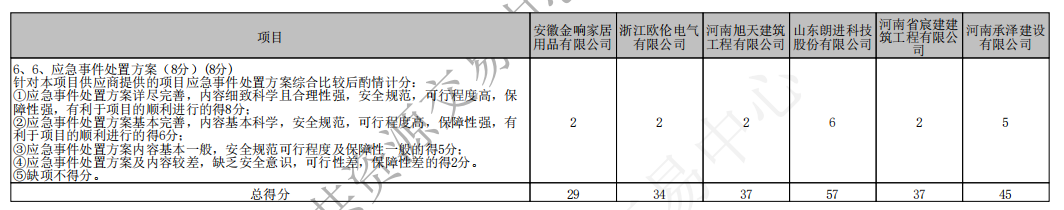 项目
安徽金响家居
用品有限公司
浙江欧伦电气
有限公司
河南旭天建筑
工程有限公司
山东朗进科技
股份有限公司
河南省宸建建
筑工程有限公
司
河南承泽建设
有限公司
6、6、应急事件处置方案（8分）(8分)
针对本项目供应商提供的项目应急事件处置方案综合比较后酌情计分：
①应急事件处置方案详尽完善，内容细致科学且合理性强，安全规范，可行程度高，保
障性强，有利于项目的顺利进行的得8分；
②应急事件处置方案基本完善，内容基本科学，安全规范，可行程度高，保障性强，有
利于项目的顺利进行的得6分；
③应急事件处置方案内容基本一般，安全规范可行程度及保障性一般的得5分；
④应急事件处置方案及内容较差，缺乏安全意识，可行性差，保障性差的得2分。
⑤缺项不得分。
2 2 2 6 2 5
总得分 29 34 37 57 37 45
共资源交易中心
易中心